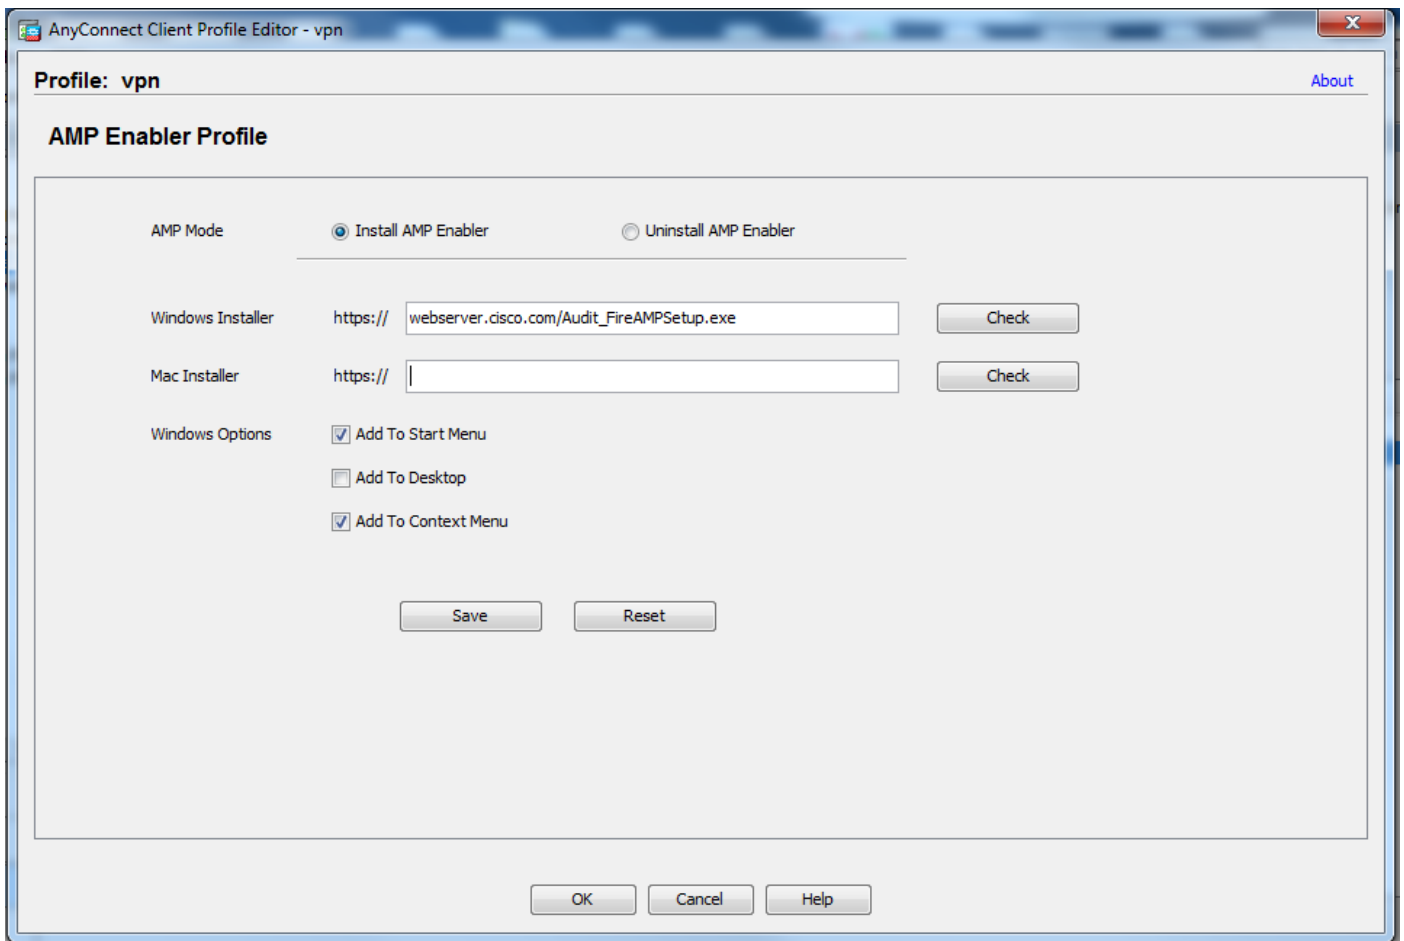 AnyConnect Client Profile Editor - vpn
X
Profile: vpn
About
AMP Enabler Profile
AMP Mode
Install AMP Enabler
Uninstall AMP Enabler
Windows Installer
https://
webserver.cisco.com/Audit_FireAMPSetup.exe
Check
Mac Installer
https://
Check
Windows Options
Add To Start Menu
Add To Desktop
Add To Context Menu
Save
Reset
OK
Cancel
Help